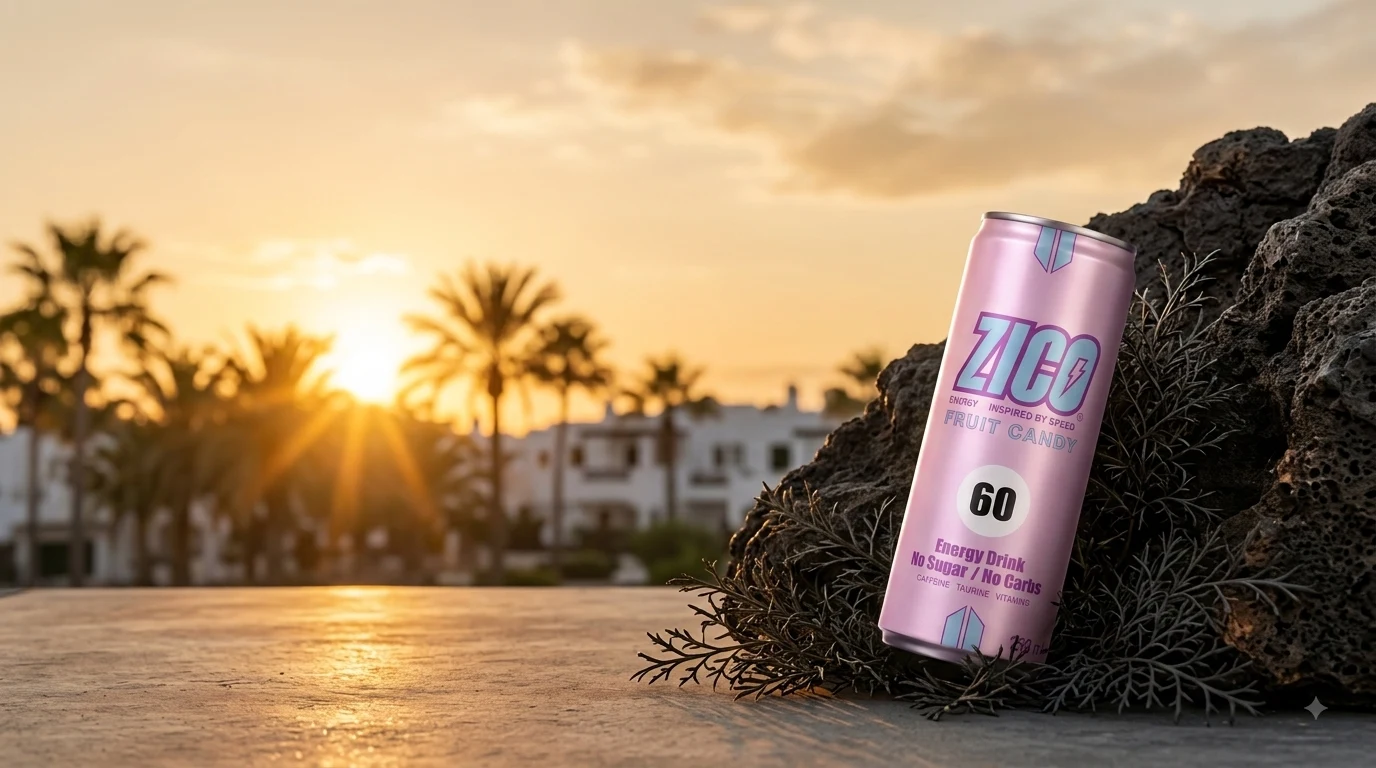 ZICO
ENERGY INSPIRED BY SPEED
®
FRUIT CANDY
60
Energy Drink
No Sugar / No Carbs
CAFFEINE TAURINE VITAMINS